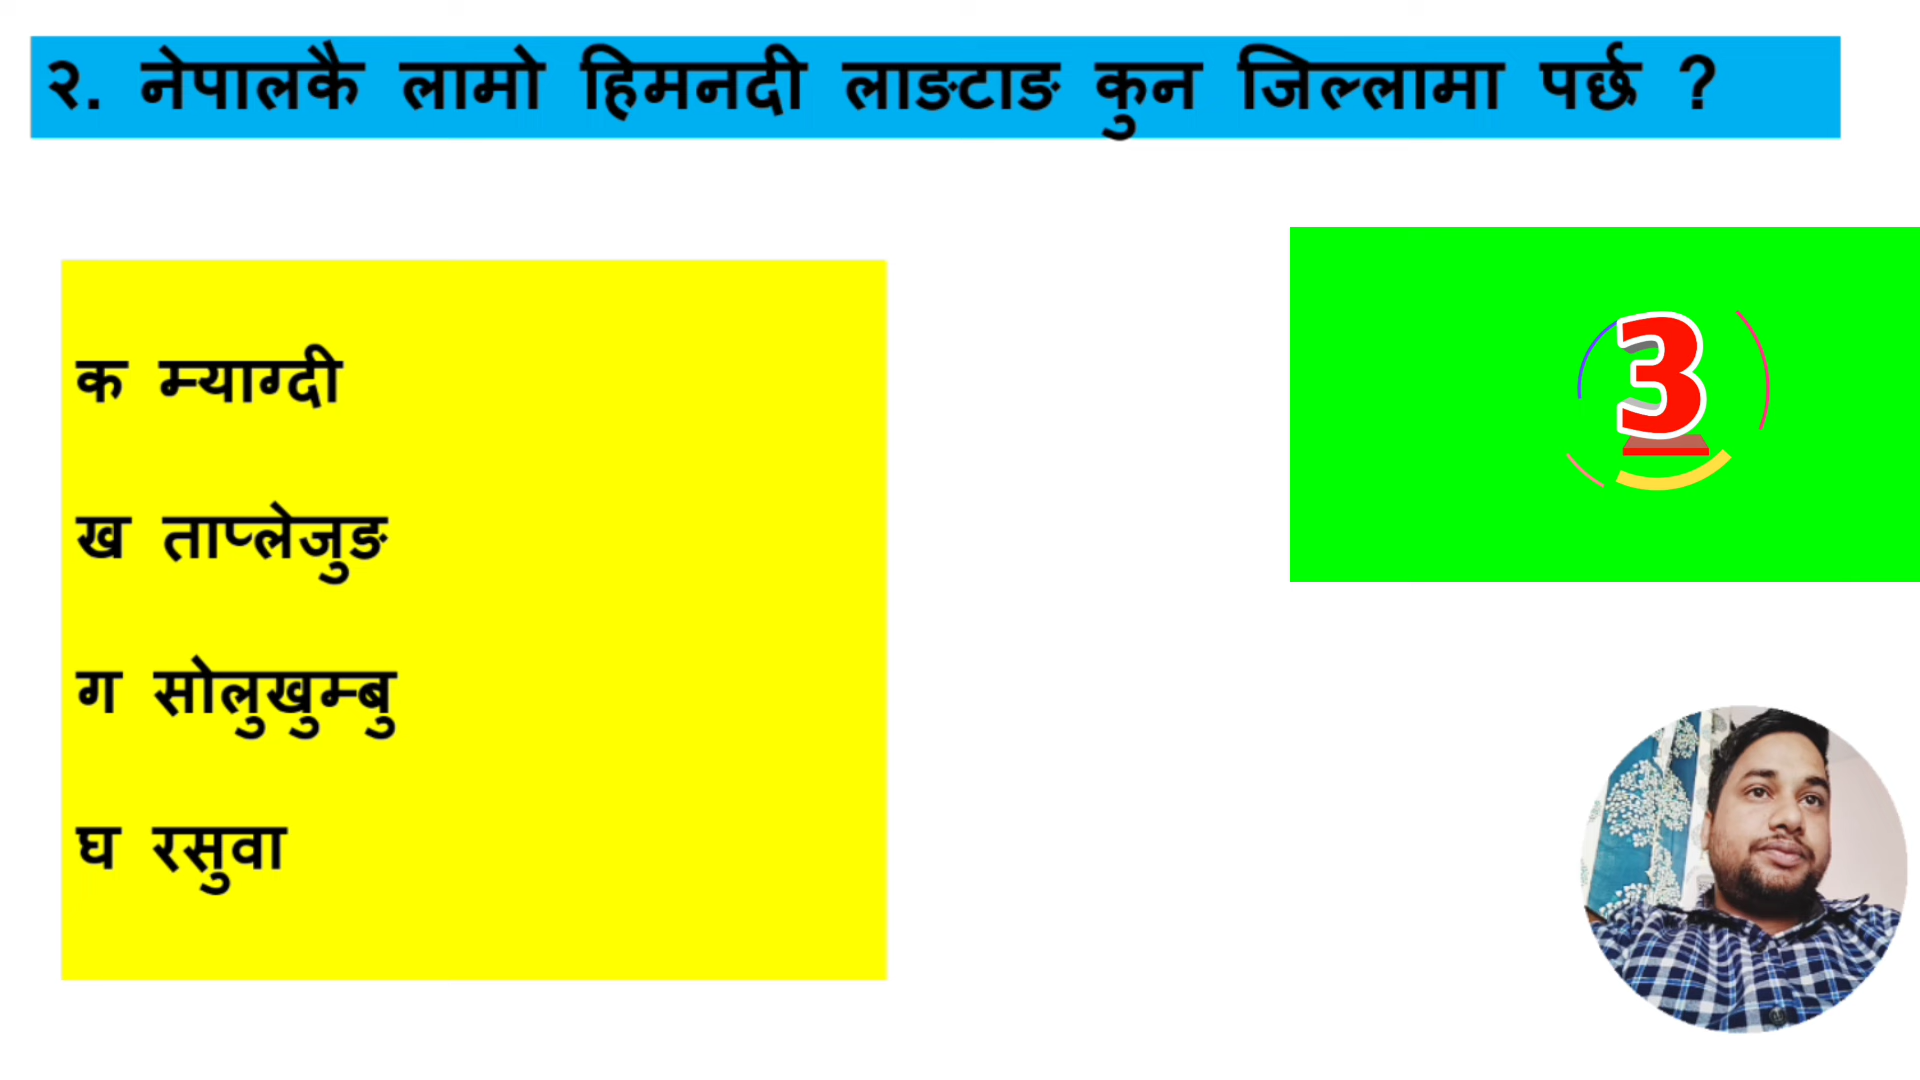 २. नेपालकै लामो हिमनदी लाङटाङ कुन जिल्लामा पर्छ ?
3
क म्याग्दी
ख ताप्लेजुङ
ग सोलुखुम्बु
घ रसुवा